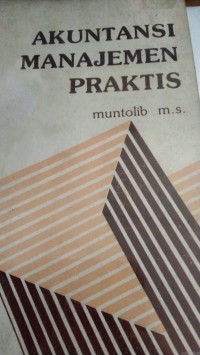 AKUNTANSI
MANAJEMEN
PRAKTIS
muntolib m.s.